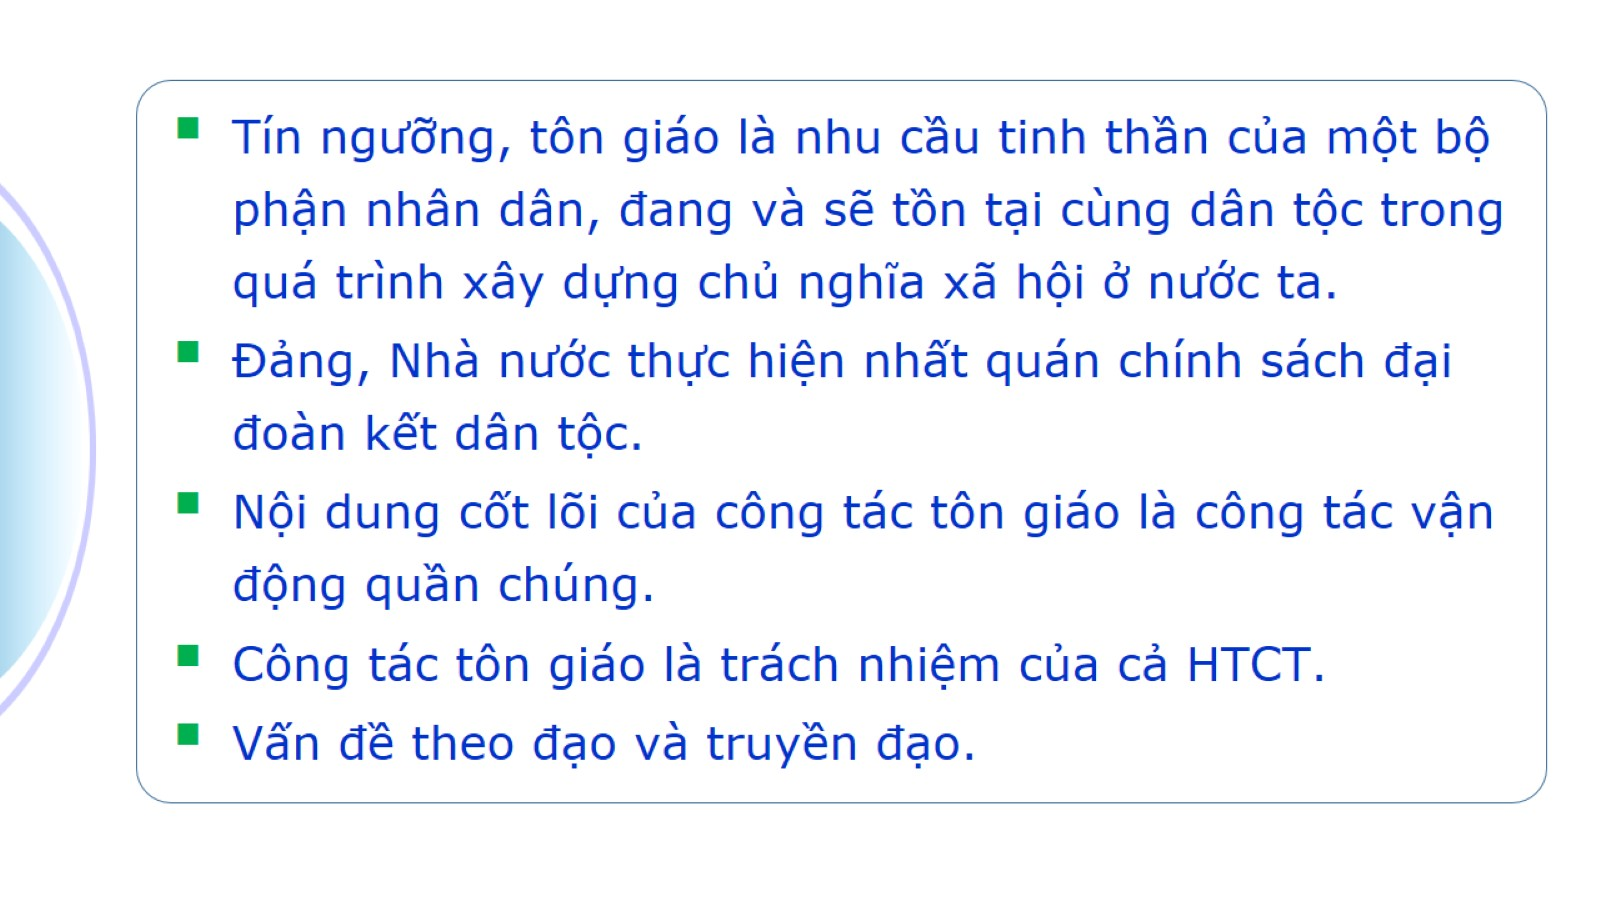 Tín ngưỡng, tôn giáo là nhu cầu tinh thần của một bộ
phận nhân dân, đang và sẽ tồn tại cùng dân tộc trong
quá trình xây dựng chủ nghĩa xã hội ở nước ta.
Đảng, Nhà nước thực hiện nhất quán chính sách đại
đoàn kết dân tộc.
Nội dung cốt lõi của công tác tôn giáo là công tác vận
động quần chúng.
Công tác tôn giáo là trách nhiệm của cả HTCT.
Vấn đề theo đạo và truyền đạo.